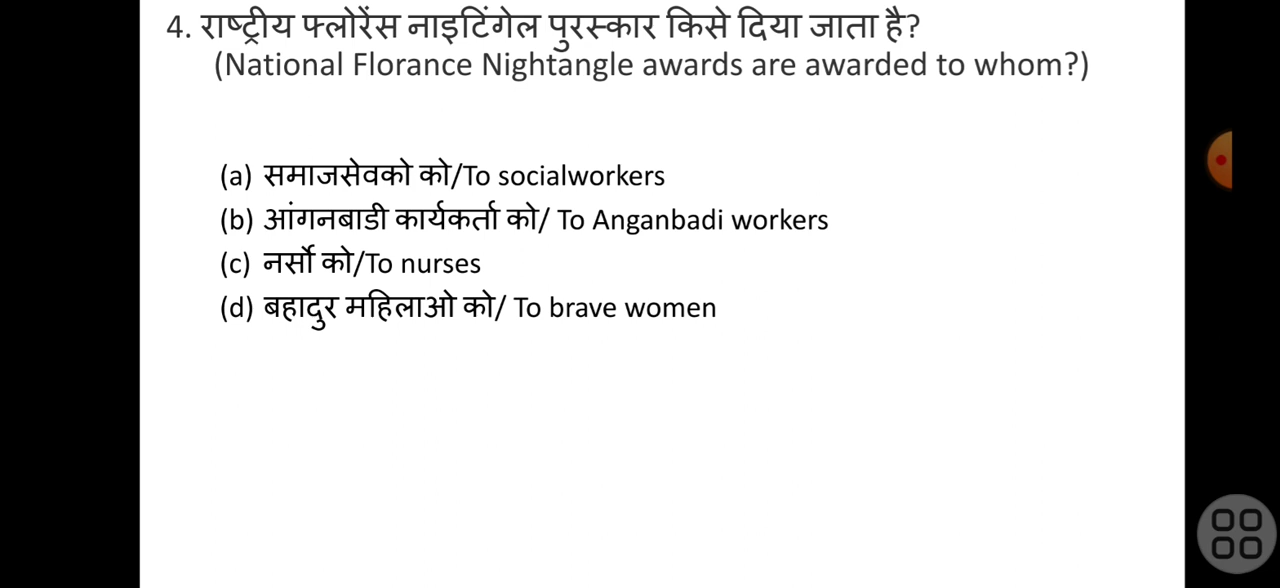 4. राष्ट्रीय फ्लोरेंस नाइटिंगेल पुरस्कार किसे दिया जाता है?
(National Florance Nightangle awards are awarded to whom?)
(a) समाजसेवको को/To socialworkers
(b) आंगनबाडी कार्यकर्ता को/ To Anganbadi workers
(c) नर्सो को/To nurses
(d) बहादुर महिलाओ को/ To brave women